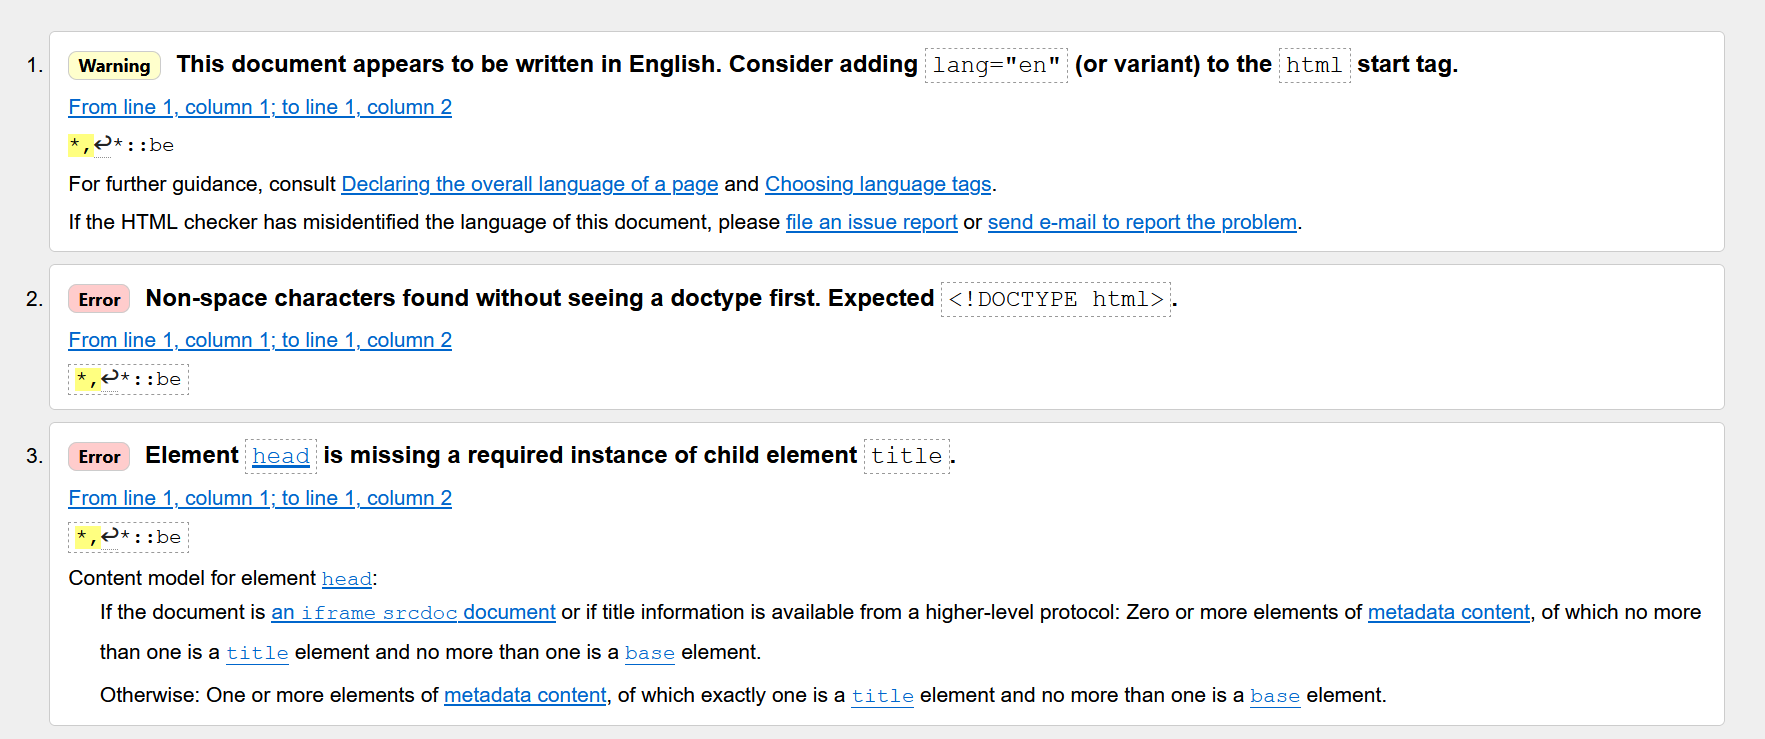 1. Warning This document appears to be written in English. Consider adding lang="en" (or variant) to the html start tag.
From line 1, column 1; to line 1, column 2
*,↩*::be
For further guidance, consult Declaring the overall language of a page and Choosing language tags.
If the HTML checker has misidentified the language of this document, please file an issue report or send e-mail to report the problem.
2. Error Non-space characters found without seeing a doctype first. Expected <!DOCTYPE html>.
From line 1, column 1; to line 1, column 2
*,↩*::be
3. Error Element head is missing a required instance of child element title.
From line 1, column 1; to line 1, column 2
*,↩*::be
Content model for element head:
If the document is an iframe srcdoc document or if title information is available from a higher-level protocol: Zero or more elements of metadata content, of which no more
than one is a title element and no more than one is a base element.
Otherwise: One or more elements of metadata content, of which exactly one is a title element and no more than one is a base element.